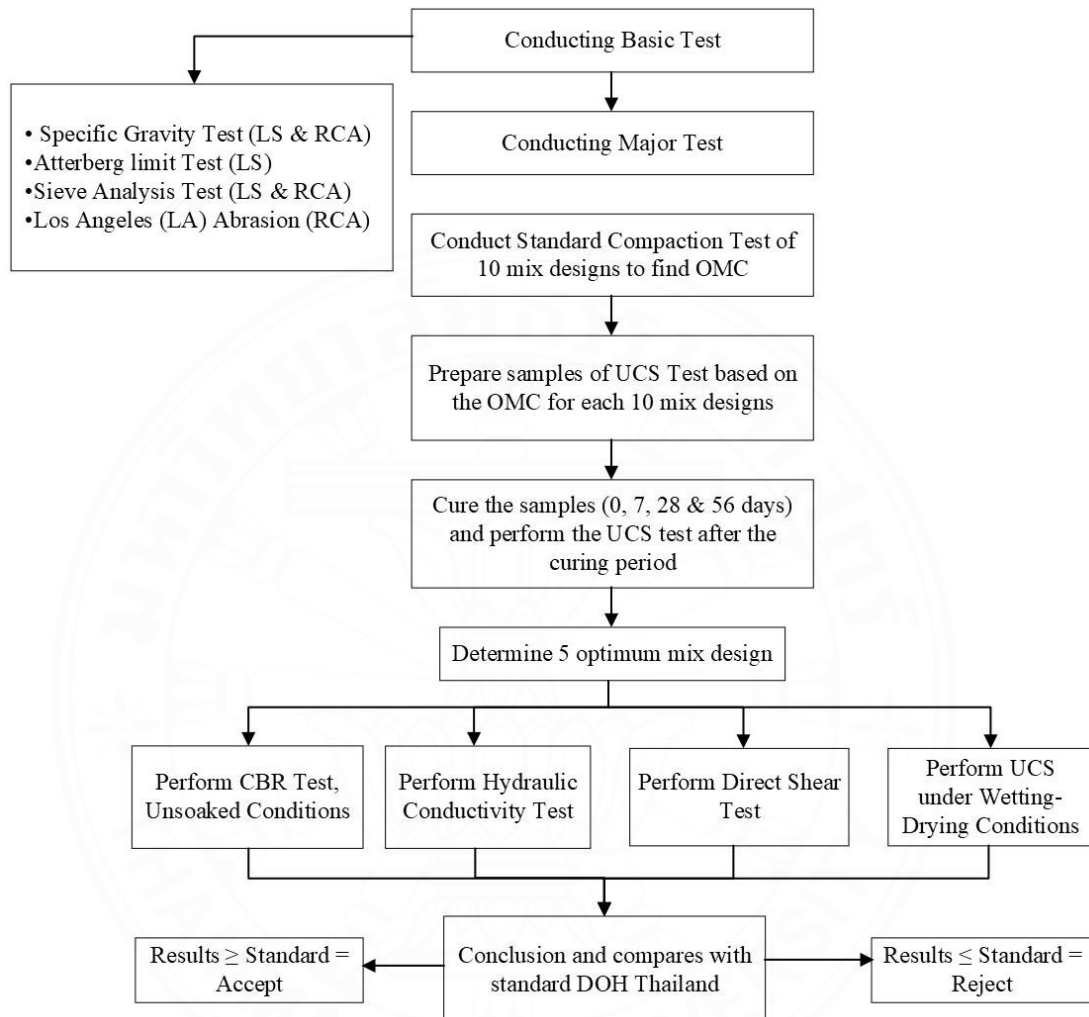 Conducting Basic Test
• Specific Gravity Test (LS & RCA)
•Atterberg limit Test (LS)
•Sieve Analysis Test (LS & RCA)
•Los Angeles (LA) Abrasion (RCA)
Conducting Major Test
Conduct Standard Compaction Test of
10 mix designs to find OMC
Prepare samples of UCS Test based on
the OMC for each 10 mix designs
Cure the samples (0, 7, 28 & 56 days)
and perform the UCS test after the
curing period
Determine 5 optimum mix design
Perform CBR Test,
Unsoaked Conditions
Perform Hydraulic
Conductivity Test
Perform Direct Shear
Test
Perform UCS
under Wetting-
Drying Conditions
Results ≥ Standard =
Accept
Conclusion and compares with
standard DOH Thailand
Results ≤ Standard =
Reject